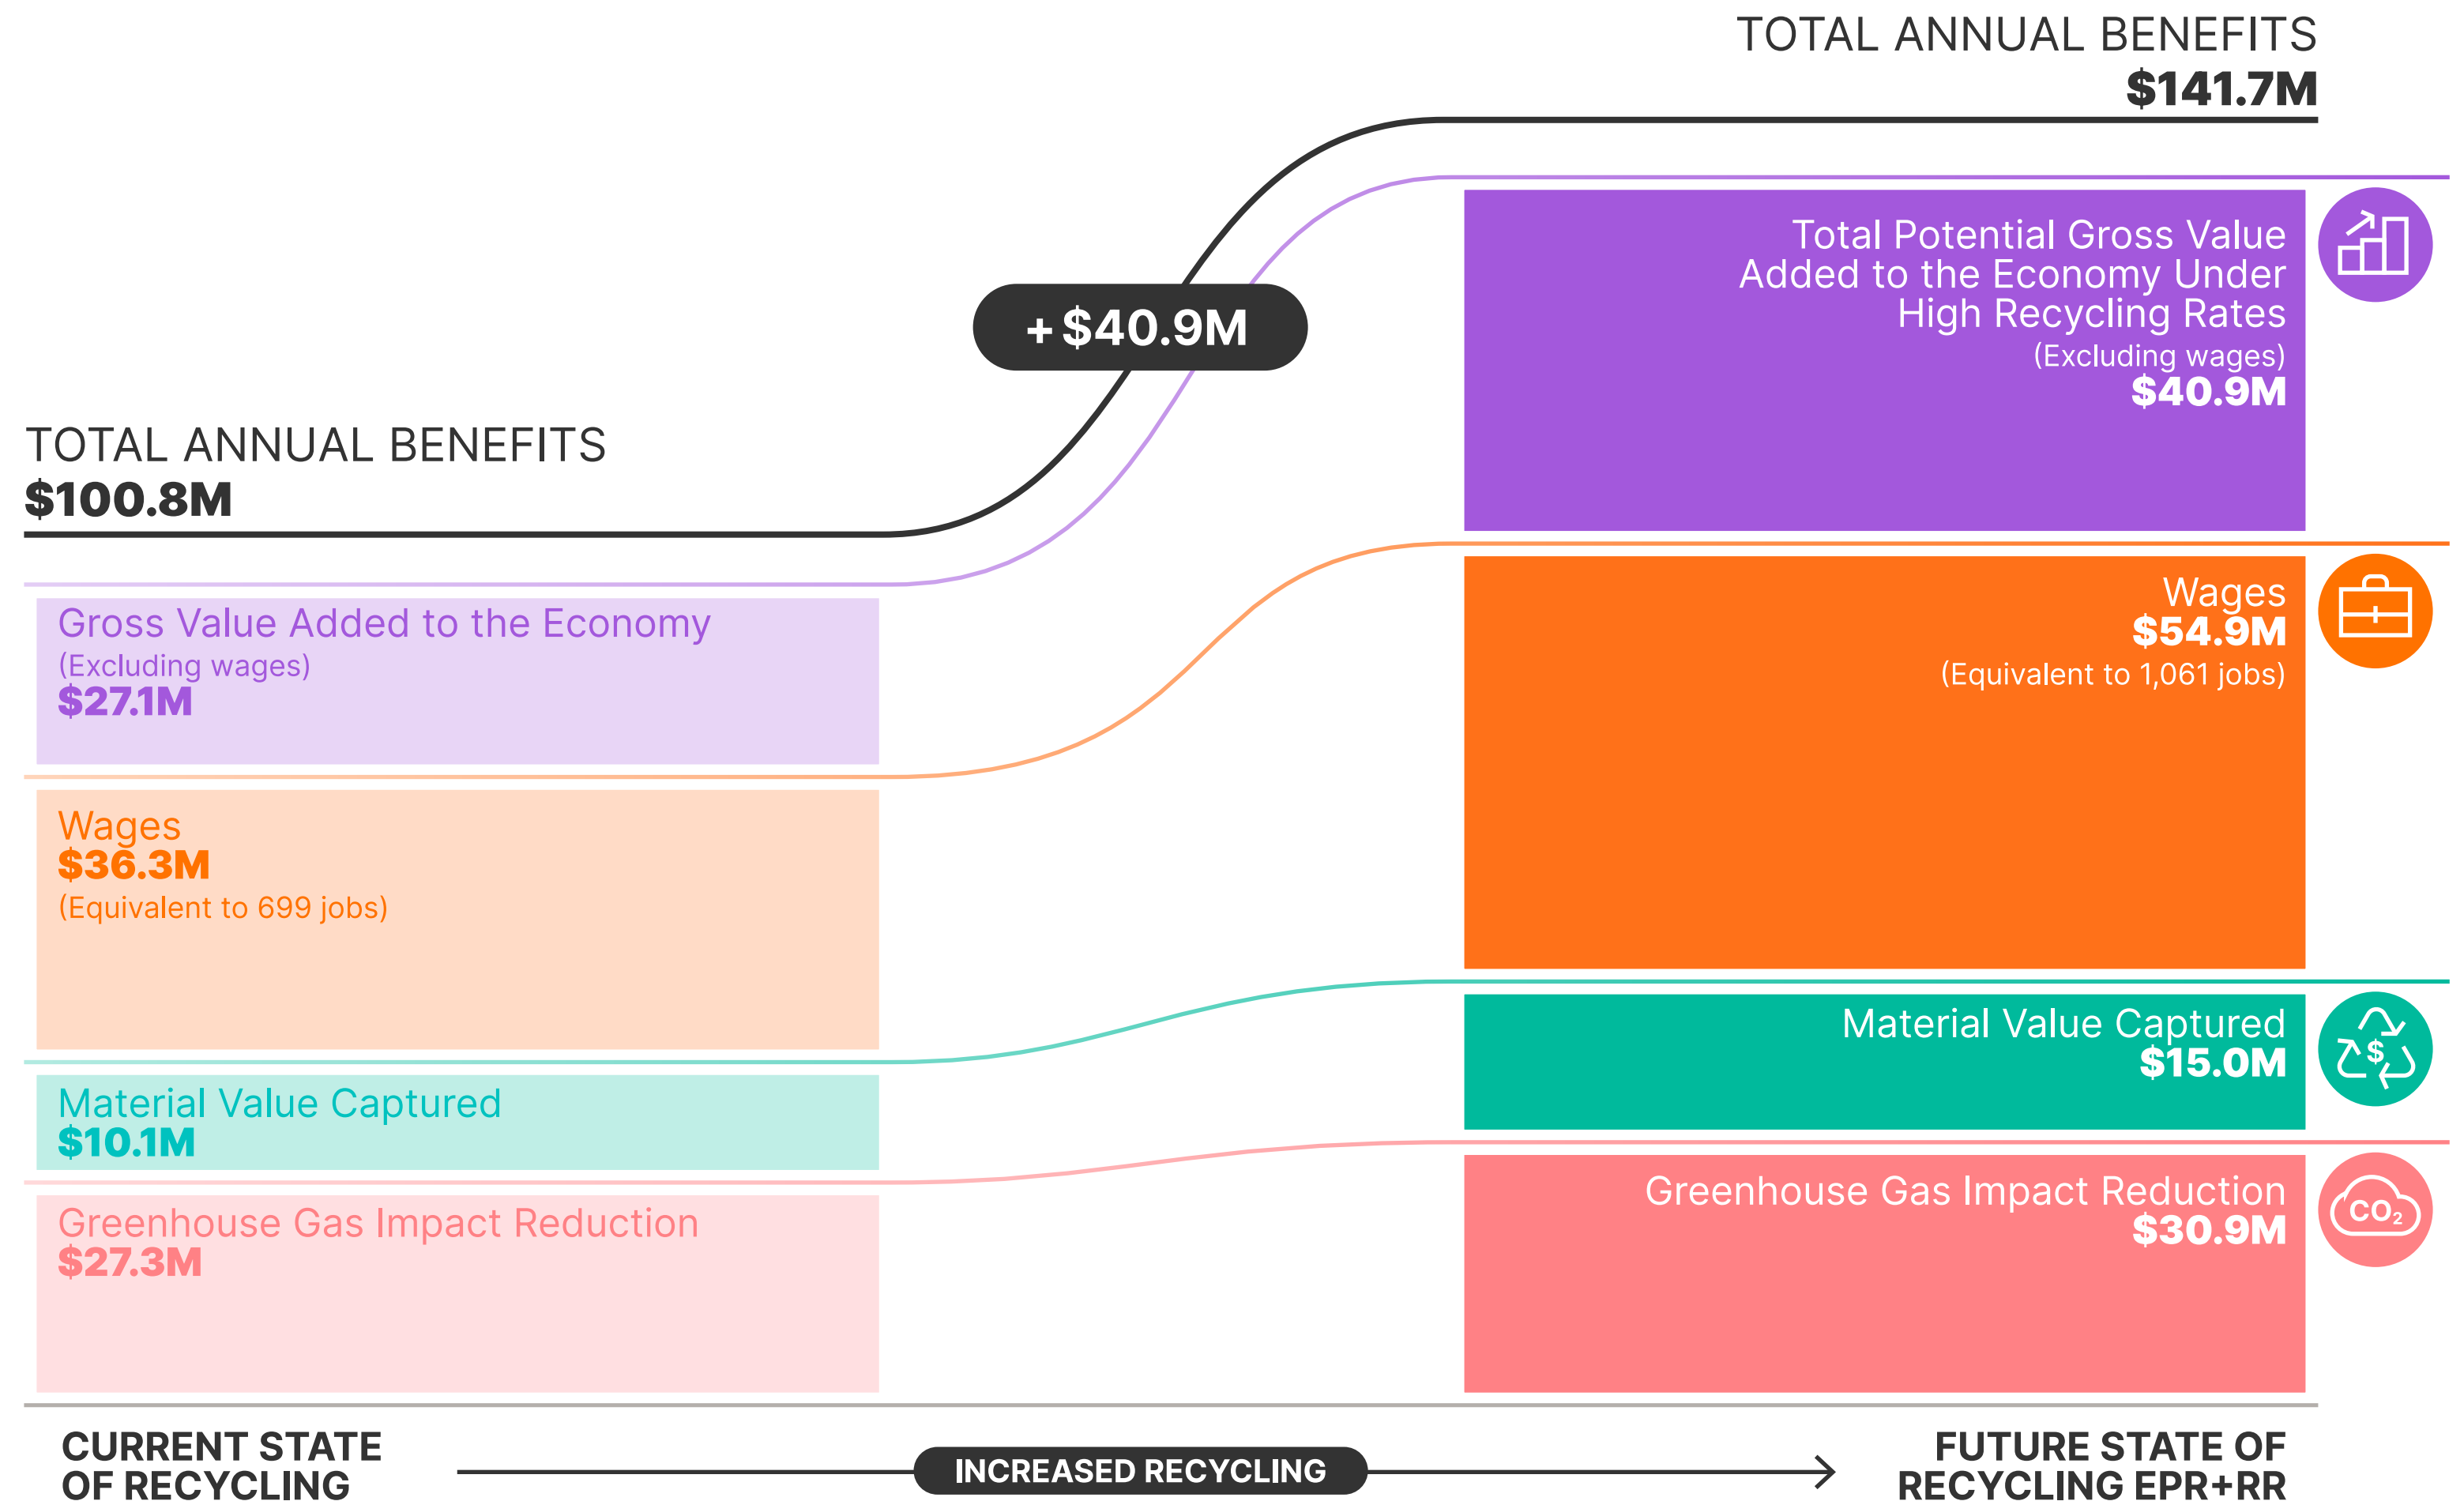 TOTAL ANNUAL BENEFITS
$141.7M
Total Potential Gross Value
Added to the Economy Under
High Recycling Rates
(Excluding wages)
$40.9M
+ $40.9M
TOTAL ANNUAL BENEFITS
$100.8M
Gross Value Added to the Economy
(Excluding wages)
$27.1M
Wages
$54.9M
(Equivalent to 1,061 jobs)
Wages
$36.3M
(Equivalent to 699 jobs)
Material Value Captured
$15.0M
$
Material Value Captured
$10.1M
Greenhouse Gas Impact Reduction
$30.9M
CO₂
Greenhouse Gas Impact Reduction
$27.3M
CURRENT STATE
OF RECYCLING
INCREASED RECYCLING
FUTURE STATE OF
RECYCLING EPR+RR